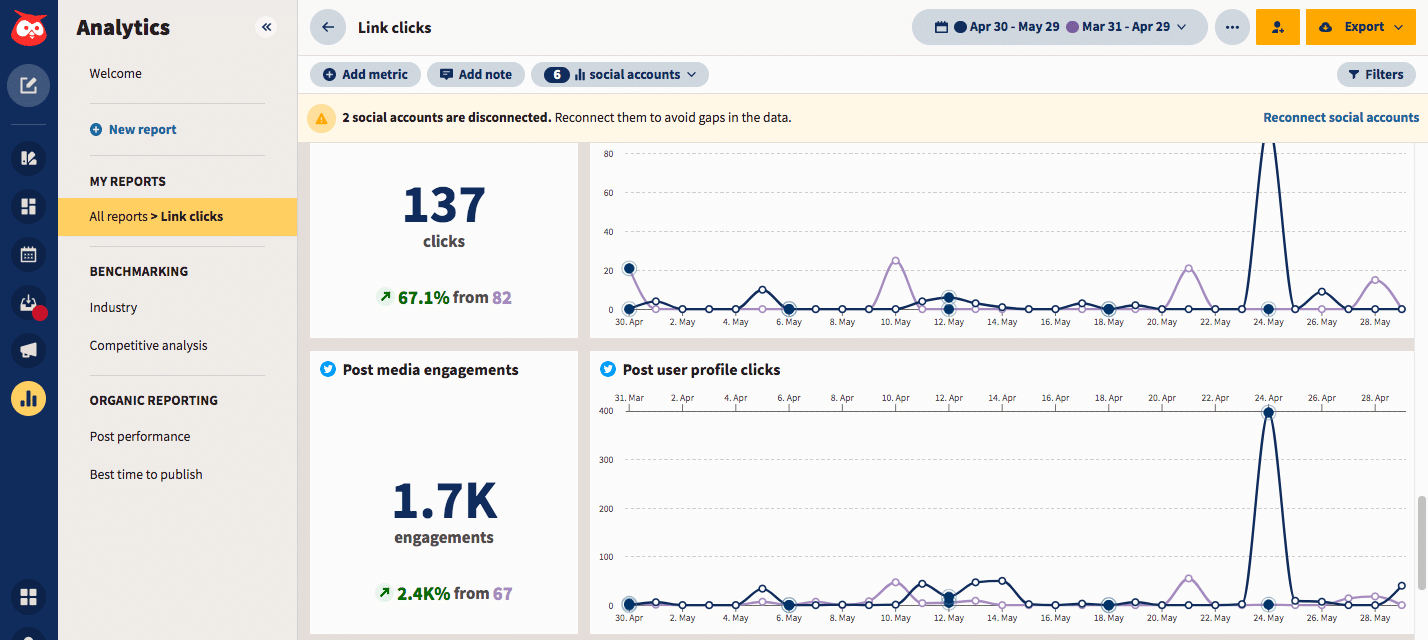 Analytics
«
Welcome
New report
MY REPORTS
All reports > Link clicks
BENCHMARKING
Industry
Competitive analysis
ORGANIC REPORTING
Post performance
Best time to publish
Link clicks
Apr 30 - May 29 Mar 31 - Apr 29
Export
Add metric
Add note
6 social accounts
Filters
2 social accounts are disconnected. Reconnect them to avoid gaps in the data.
Reconnect social accounts
137
clicks
67.1% from 82
80
60
40
20
0
30. Apr 2. May 4. May 6. May 8. May 10. May 12. May 14. May 16. May 18. May 20. May 22. May 24. May 26. May 28. May
Post media engagements
1.7K
engagements
2.4K% from 67
Post user profile clicks
31. Mar 2. Apr 4. Apr 6. Apr 8. Apr 10. Apr 12. Apr 14. Apr 16. Apr 18. Apr 20. Apr 22. Apr 24. Apr 26. Apr 28. Apr
400
300
200
100
0
30. Apr 2. May 4. May 6. May 8. May 10. May 12. May 14. May 16. May 18. May 20. May 22. May 24. May 26. May 28. May